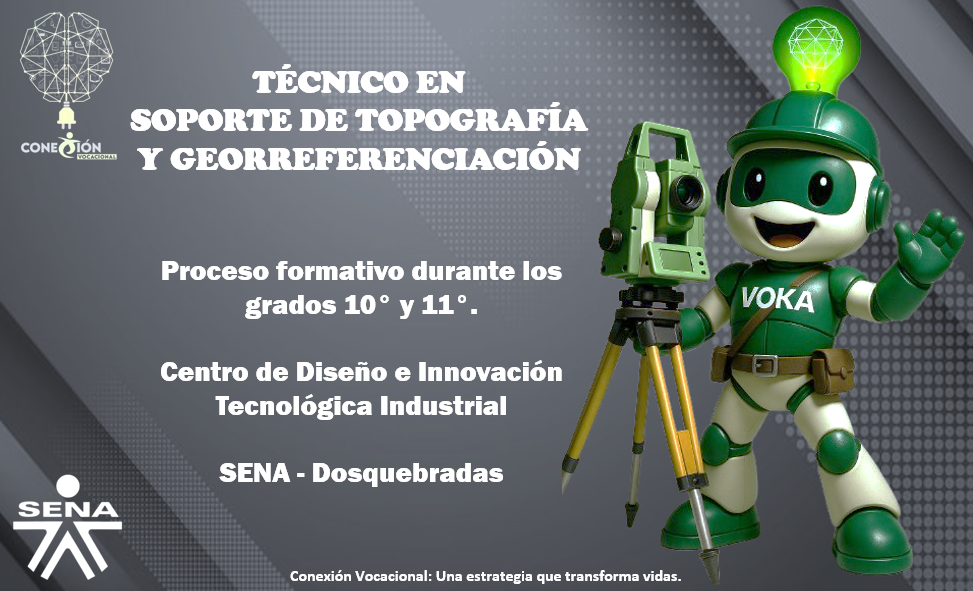 CONEXIÓN
VOCACIONAL
TÉCNICO EN
SOPORTE DE TOPOGRAFÍA
Y GEORREFERENCIACIÓN
Proceso formativo durante los
grados 10° y 11°.
Centro de Diseño e Innovación
Tecnológica Industrial
SENA - Dosquebradas
VOKA
SENA
Conexión Vocacional: Una estrategia que transforma vidas.